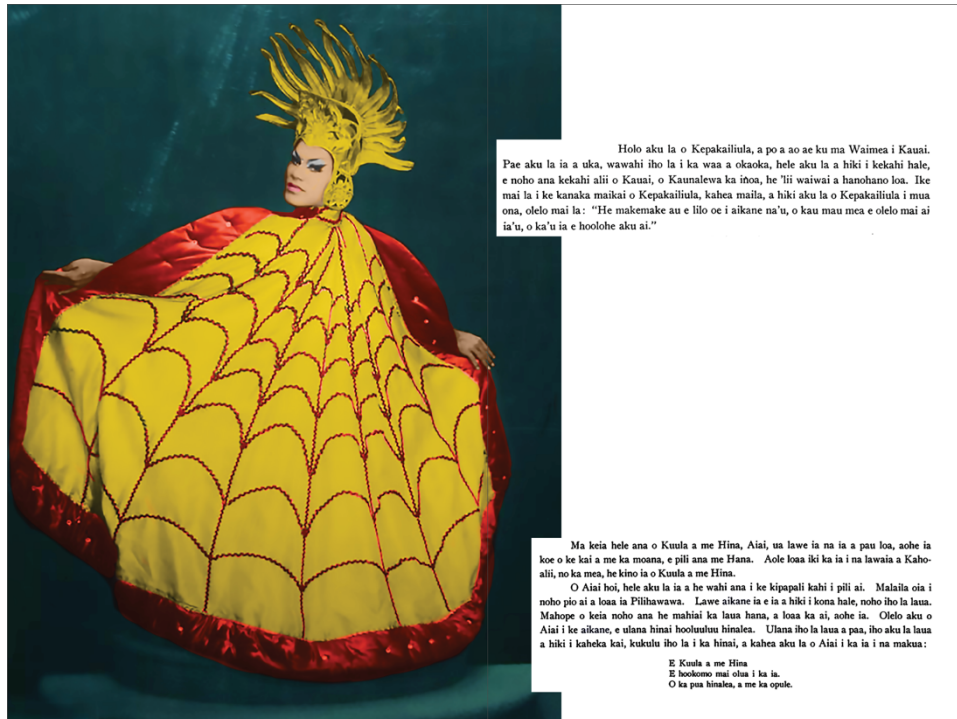 Holo aku la o Kepakailiula, a po a ao ae ku ma Waimea i Kauai.
Pae aku la ia a uka, wawahi iho la i ka waa a okaoka, hele aku la a hiki i kekahi hale,
e noho ana kekahi alii o Kauai, o Kaunalewa ka inoa, he 'lii waiwai a hanohano loa. Ike
mai la i ke kanaka maikai o Kepakailiula, kahea maila, a hiki aku la o Kepakailiula i mua
ona, olelo mai la: "He makemake au e lilo oe i aikane na'u, o kau mau mea e olelo mai ai
ia'u, o ka'u ia e hoolohe aku ai."
Ma keia hele ana o Kuula a me Hina, Aiai, ua lawe ia na ia a pau loa, aohe ia
koe o ke kai a me ka moana, e pili ana me Hana. Aole loaa iki ka ia i na lawaia a Kaho-
alii, no ka mea, he kino ia o Kuula a me Hina.
O Aiai hoi, hele aku la ia a he wahi ana i ke kipapali kahi i pili ai. Malaila oia i
noho pio ai a loaa ia Pilihawawa. Lawe aikane ia e ia a hiki i kona hale, noho iho la laua.
Mahope o keia noho ana he mahiai ka laua hana, a loaa ka ai, aohe ia. Olelo aku o
Aiai i ke aikane, e ulana hinai hooluuluu hinalea. Ulana iho la laua a paa, iho aku la laua
a hiki i kaheka kai, kukulu iho la i ka hinai, a kahea aku la o Aiai i ka ia i na makua:
E Kuula a me Hina
E hookomo mai olua i ka ia.
O ka pua hinalea, a me ka opule.